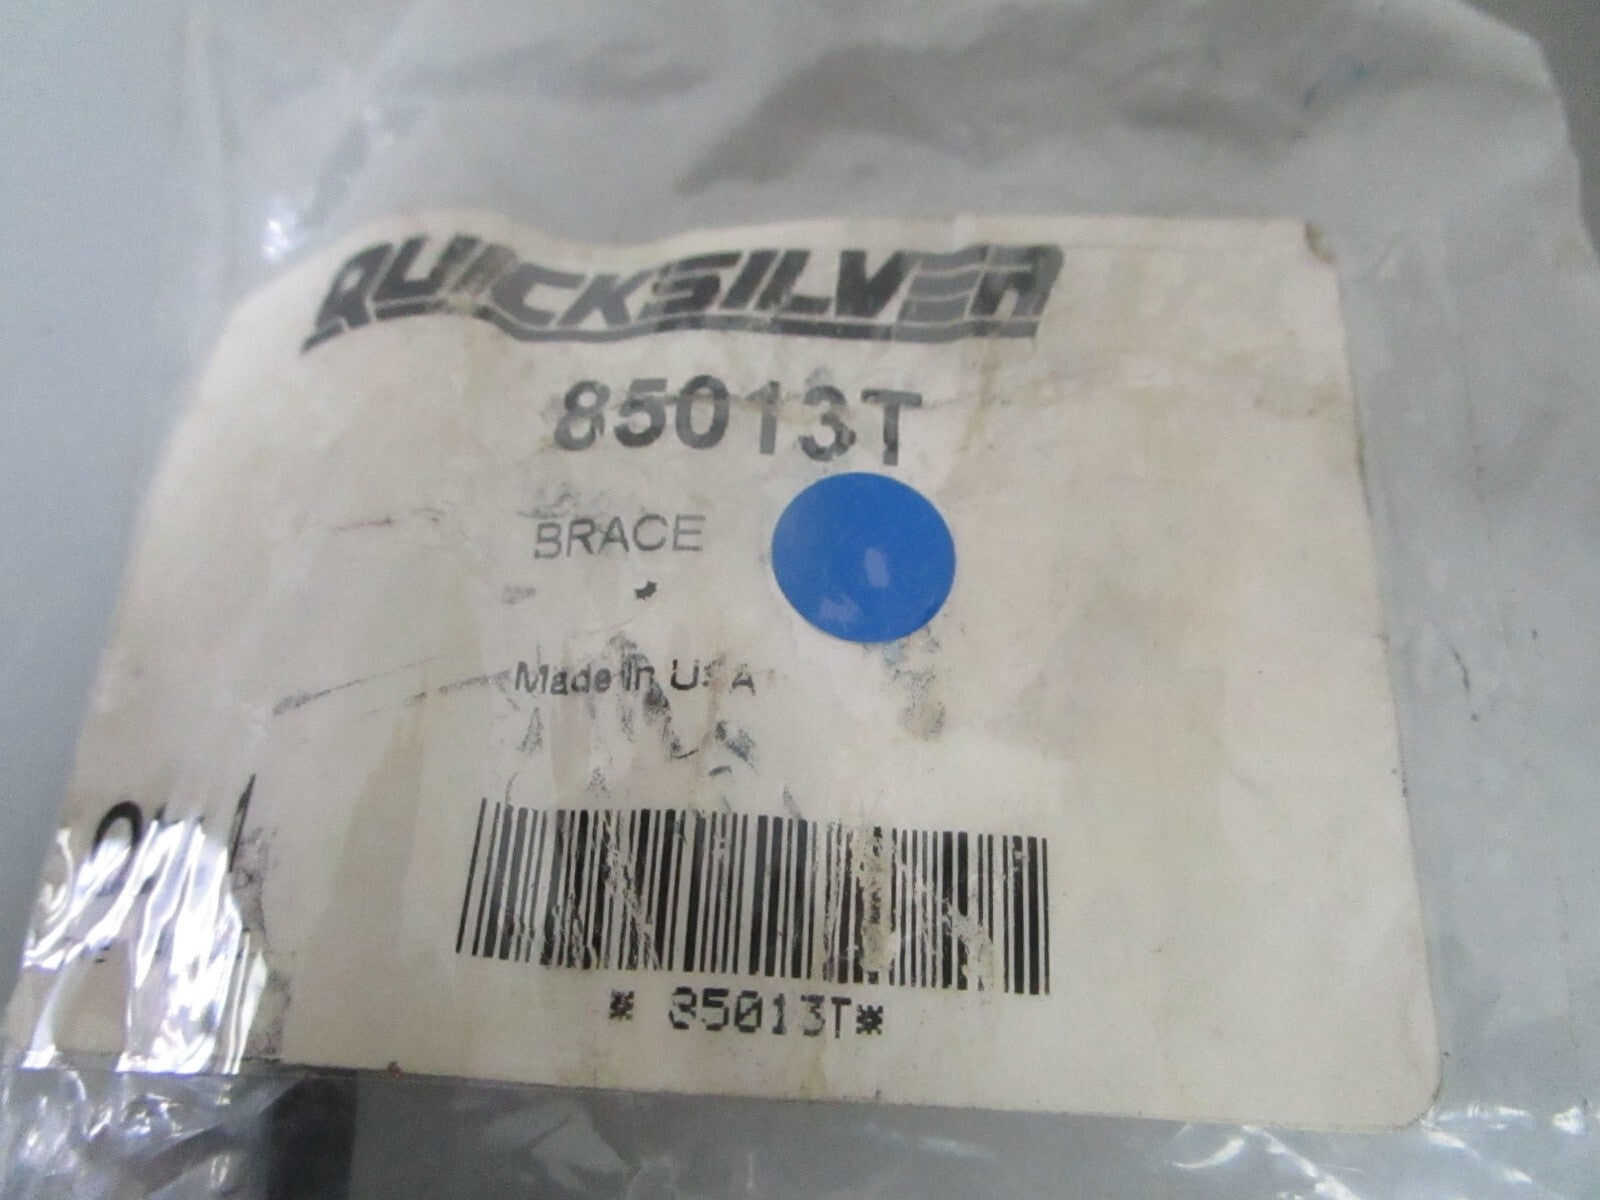 QUICKSILVER
85013T
BRACE
Made In USA
* 85013T*